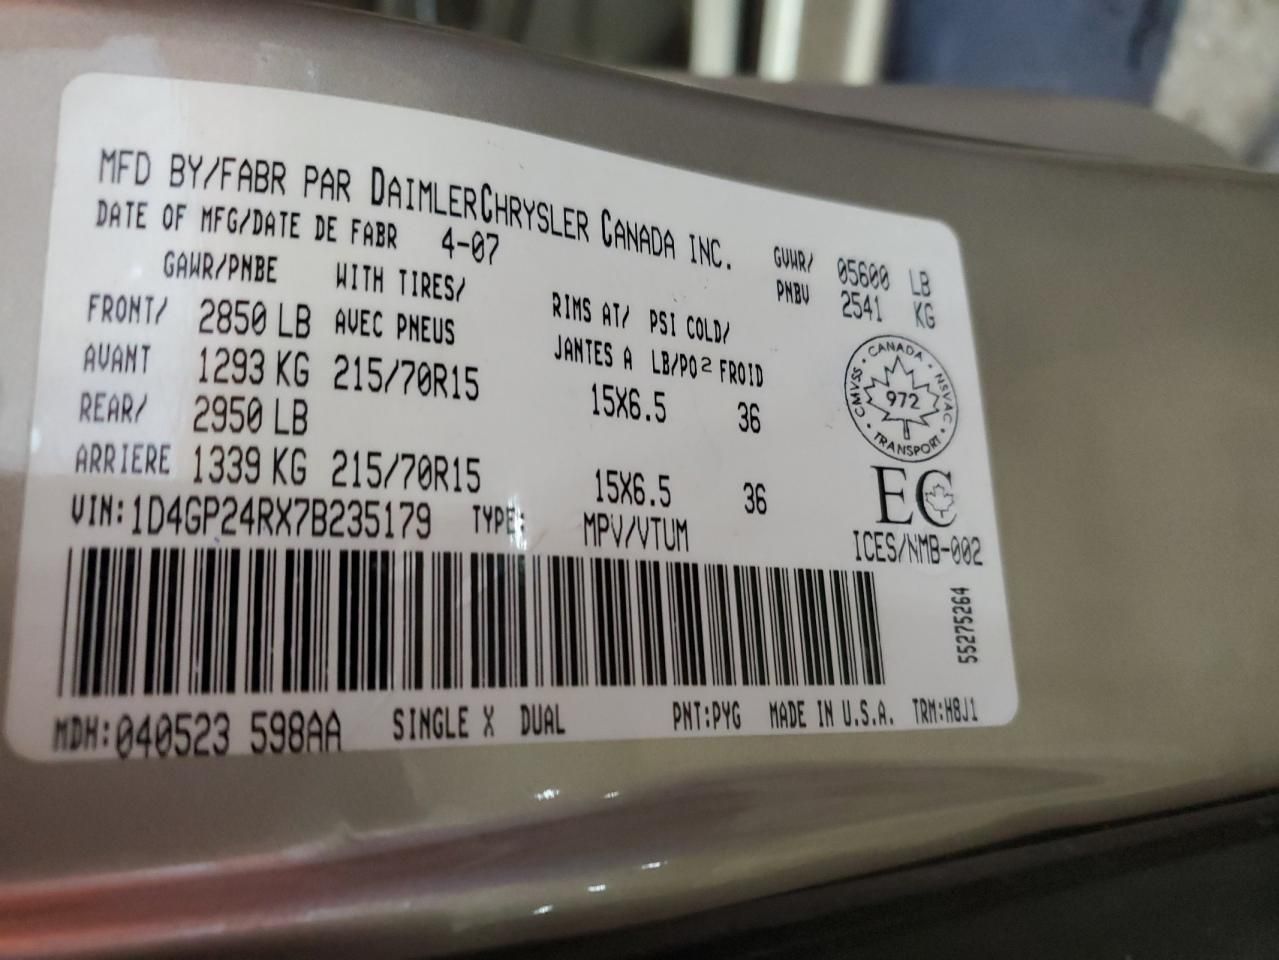 MFD BY/FABR PAR DAIMLERCHRYSLER CANADA INC.
DATE OF MFG/DATE DE FABR 4-07
GVWR/ 05600 LB
PNBV 2541 KG
GAWR/PNBE WITH TIRES/ RIMS AT/ PSI COLD/
FRONT/ 2850 LB AVEC PNEUS JANTES A LB/PO² FROID
AVANT 1293 KG 215/70R15 15X6.5 36
REAR/ 2950 LB
ARRIERE 1339 KG 215/70R15 15X6.5 36
VIN: 1D4GP24RX7B235179 TYPE: MPV/VTUM
CANADA
CMVSS • NSVAC
972
TRANSPORT
EC
ICES/NMB-002
55275264
MDH: 040523 598AA SINGLE X DUAL PNT:PYG MADE IN U.S.A. TRM:H8J1